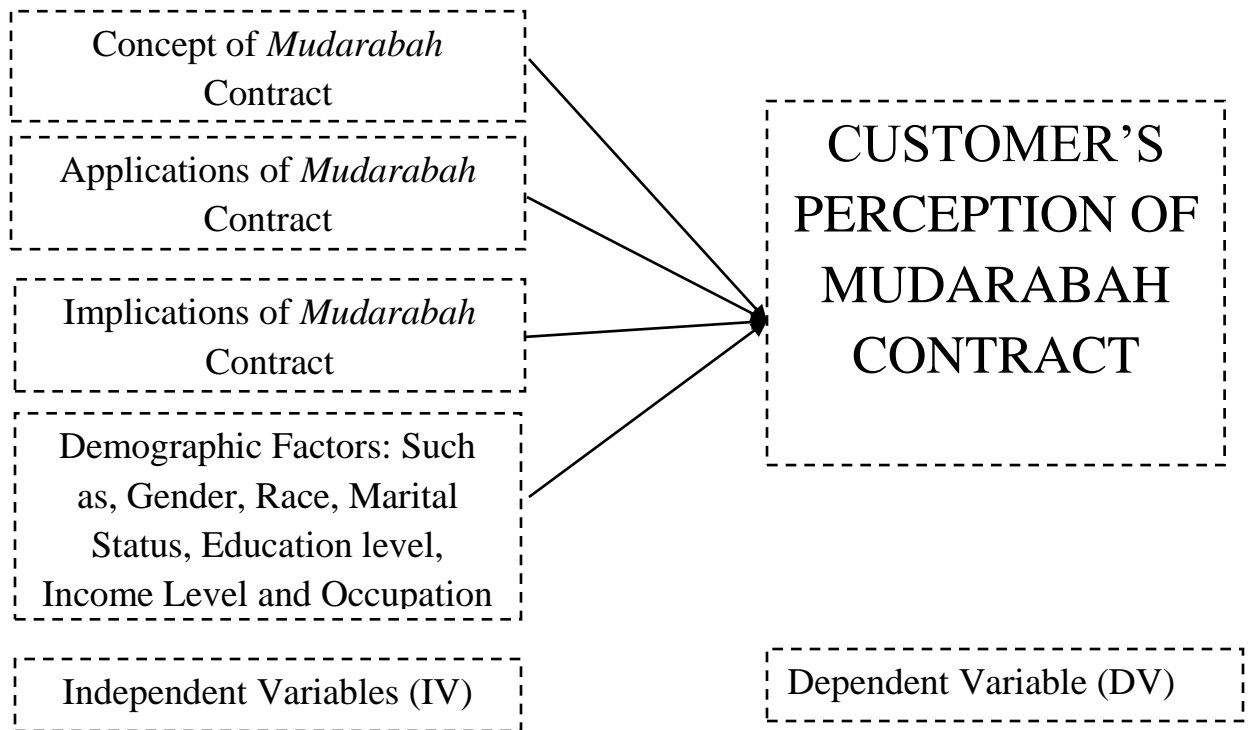 Concept of Mudarabah
Contract
Applications of Mudarabah
Contract
Implications of Mudarabah
Contract
Demographic Factors: Such
as, Gender, Race, Marital
Status, Education level,
Income Level and Occupation
Independent Variables (IV)
CUSTOMER’S
PERCEPTION OF
MUDARABAH
CONTRACT
Dependent Variable (DV)